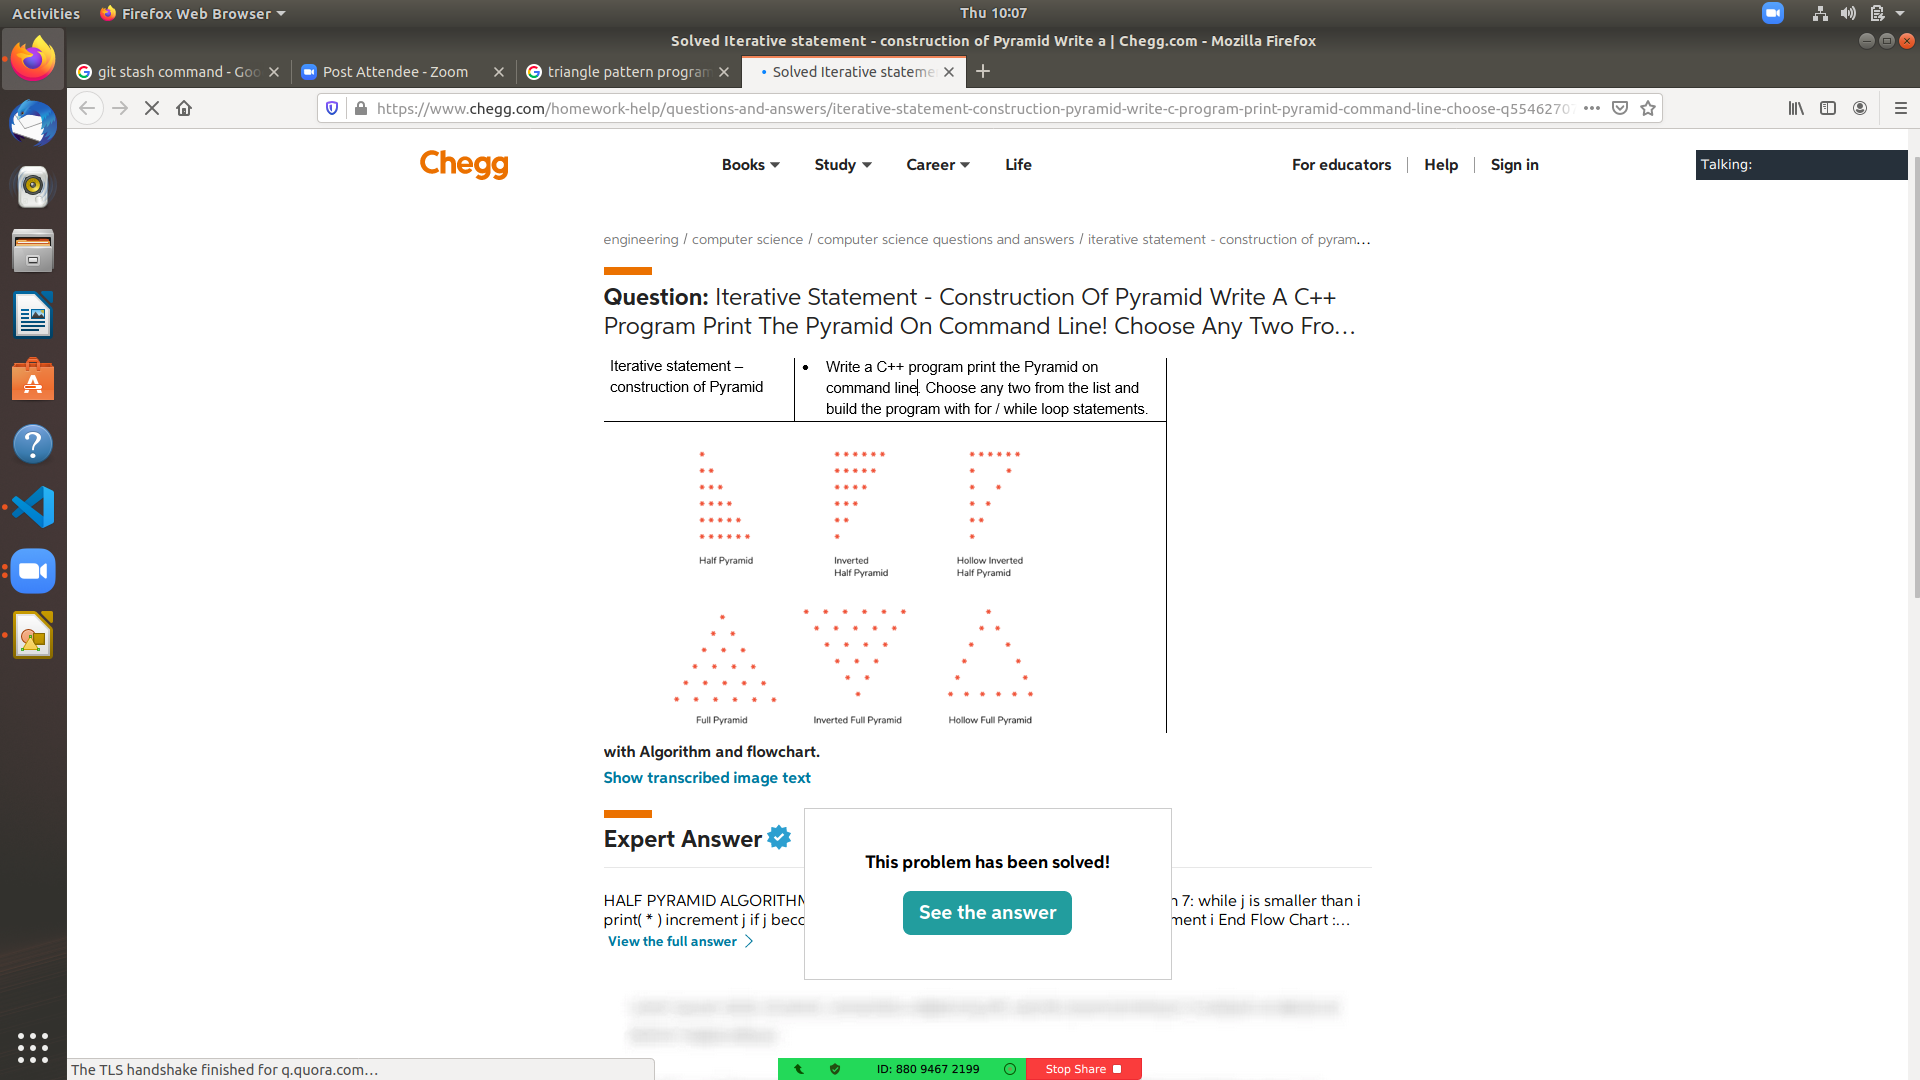 Activities
Firefox Web Browser
Thu 10:07
Solved Iterative statement - construction of Pyramid Write a | Chegg.com - Mozilla Firefox
git stash command - Goo
Post Attendee - Zoom
triangle pattern program
Solved Iterative stateme
https://www.chegg.com/homework-help/questions-and-answers/iterative-statement-construction-pyramid-write-c-program-print-pyramid-command-line-choose-q5546270
Chegg
Books
Study
Career
Life
For educators
Help
Sign in
Talking:
engineering / computer science / computer science questions and answers / iterative statement - construction of pyram...
Question: Iterative Statement - Construction Of Pyramid Write A C++
Program Print The Pyramid On Command Line! Choose Any Two Fro...
Iterative statement –
construction of Pyramid
• Write a C++ program print the Pyramid on
command line. Choose any two from the list and
build the program with for / while loop statements.
Half Pyramid
Inverted
Half Pyramid
Hollow Inverted
Half Pyramid
Full Pyramid
Inverted Full Pyramid
Hollow Full Pyramid
with Algorithm and flowchart.
Show transcribed image text
Expert Answer
This problem has been solved!
See the answer
HALF PYRAMID ALGORITHM 7: while j is smaller than i
print( * ) increment j if j End Flow Chart :...
View the full answer
The TLS handshake finished for q.quora.com...
ID: 880 9467 2199
Stop Share